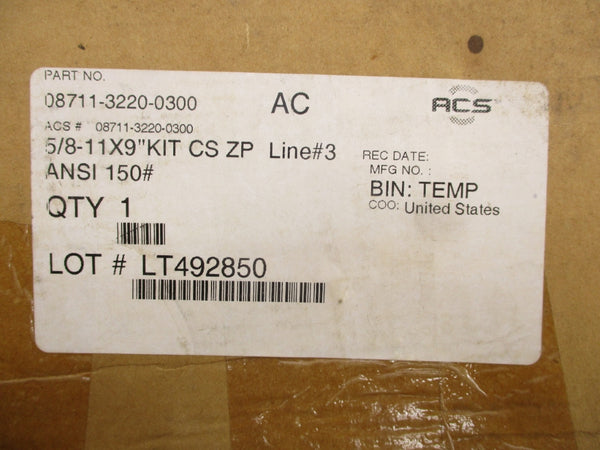 PART NO.
08711-3220-0300 AC
ACS
ACS # 08711-3220-0300
5/8-11X9"KIT CS ZP Line#3
ANSI 150#
REC DATE:
MFG NO. :
BIN: TEMP
COO: United States
QTY 1
LOT # LT492850